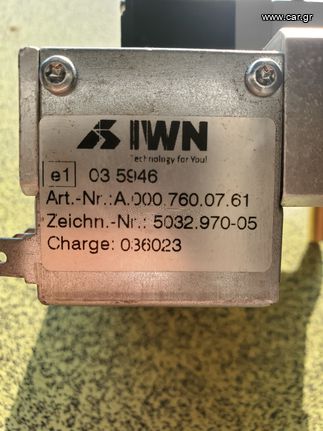 www.car.gr
IWN
Technology for You!
e1 03 5946
Art.-Nr.:A.000.760.07.61
Zeichn.-Nr.: 5032.970-05
Charge: 036023